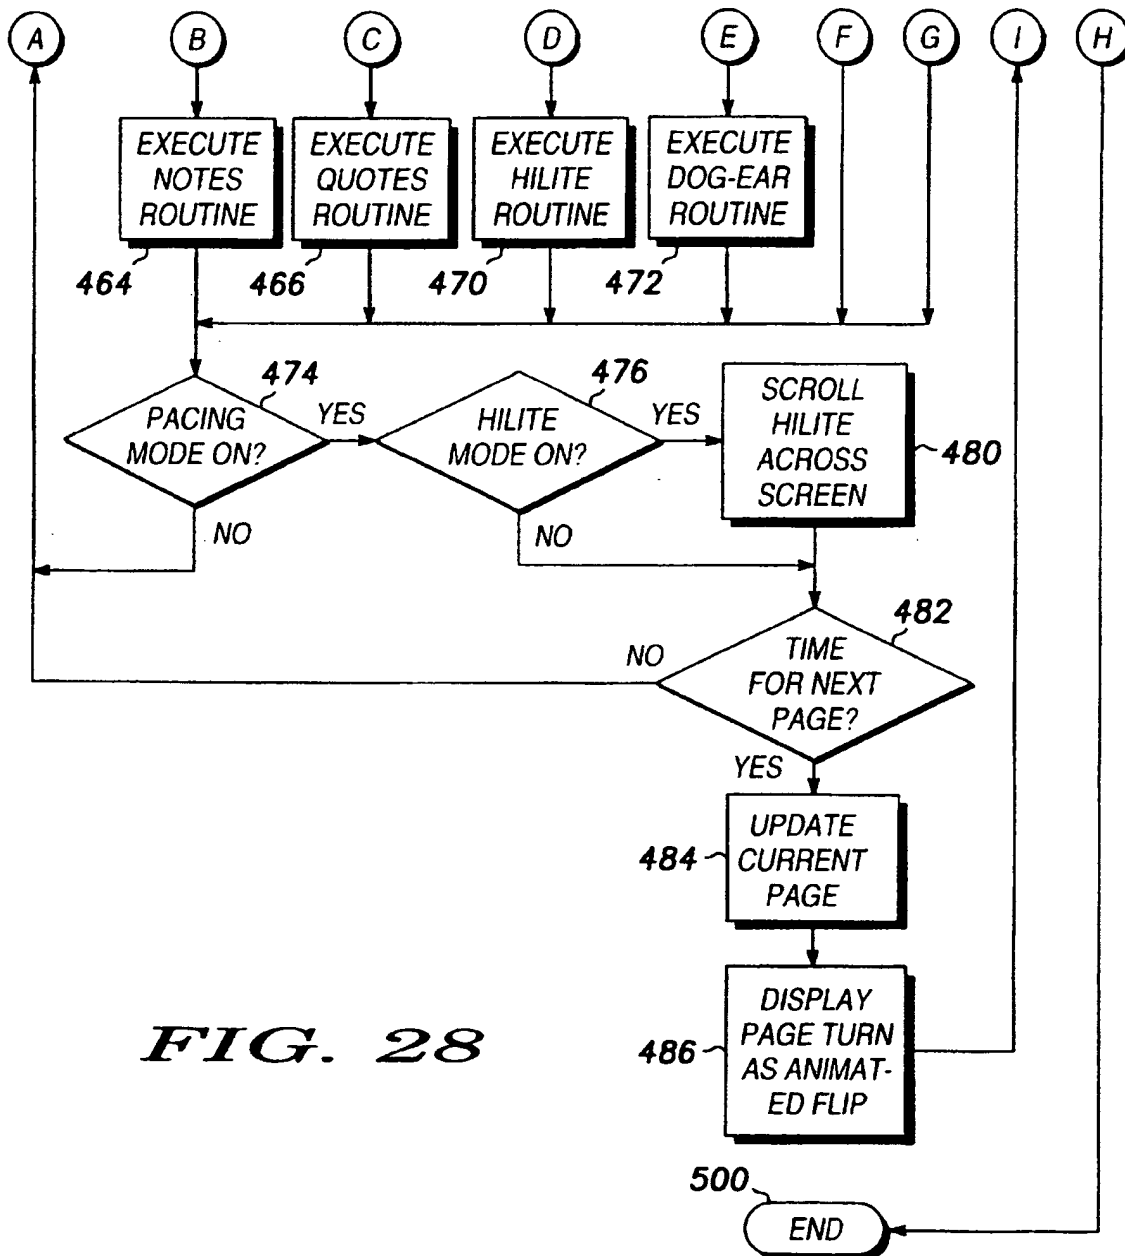 A B C D E F G I H
EXECUTE
NOTES
ROUTINE
464
EXECUTE
QUOTES
ROUTINE
466
EXECUTE
HILITE
ROUTINE
470
EXECUTE
DOG-EAR
ROUTINE
472
PACING
MODE ON?
474
YES
NO
HILITE
MODE ON?
476
YES
NO
SCROLL
HILITE
ACROSS
SCREEN
480
TIME
FOR NEXT
PAGE?
482
NO
YES
UPDATE
CURRENT
PAGE
484
DISPLAY
PAGE TURN
AS ANIMAT-
ED FLIP
486
FIG. 28
500
END